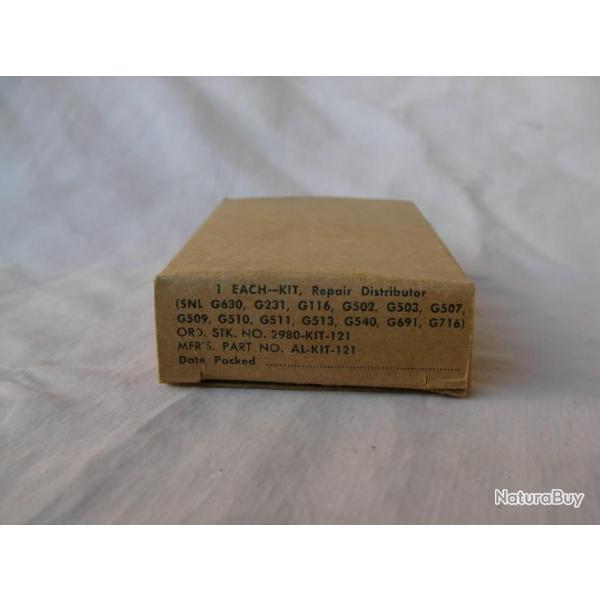 1 EACH--KIT, Repair Distributor
(SNL G630, G231, G116, G502, G503, G507,
G509, G510, G511, G513, G540, G691, G716)
ORD. STK. NO. 2980-KIT-121
MFR'S. PART NO. AL-KIT-121
Date Packed ........................................
NaturaBuy